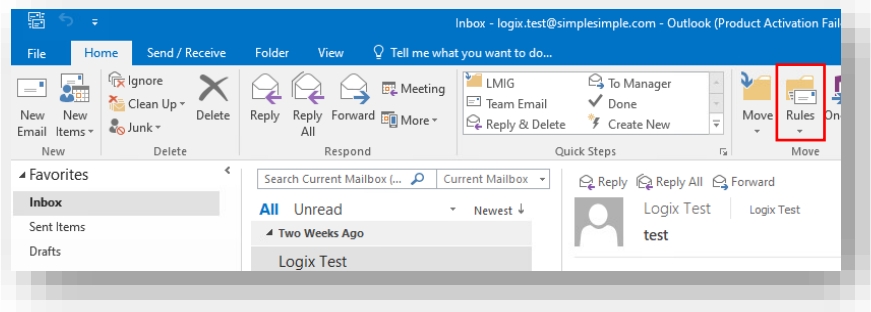 Inbox - logix.test@simplesimple.com - Outlook (Product Activation Faile
File Home Send / Receive Folder View Tell me what you want to do...
New Email
New Items
Ignore
Clean Up
Junk
Delete
Reply
Reply All
Forward
Meeting
More
LMIG
Team Email
Reply & Delete
To Manager
Done
Create New
Move
Rules
New Delete Respond Quick Steps Move
Favorites
Inbox
Sent Items
Drafts
Search Current Mailbox (... Current Mailbox
All Unread Newest ↓
Two Weeks Ago
Logix Test
Reply Reply All Forward
Logix Test Logix Test
test